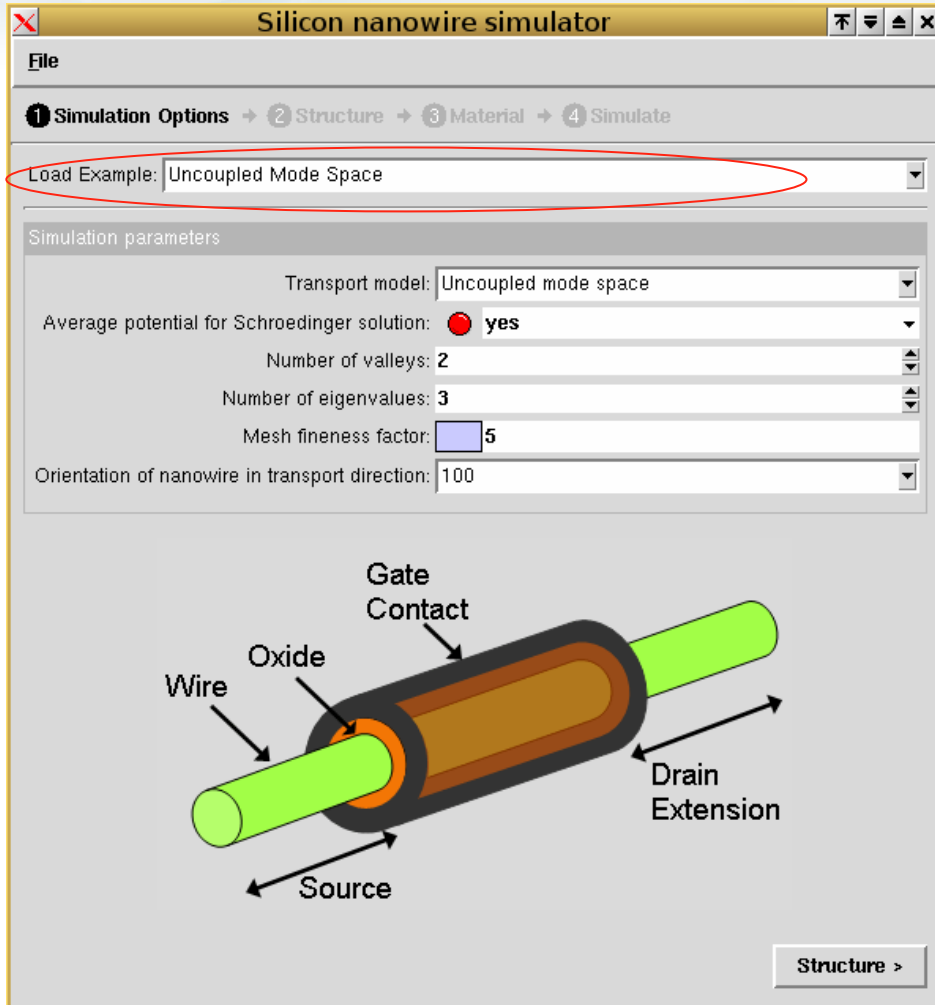 Silicon nanowire simulator
File
1 Simulation Options → 2 Structure → 3 Material → 4 Simulate
Load Example: Uncoupled Mode Space
Simulation parameters
Transport model: Uncoupled mode space
Average potential for Schroedinger solution: yes
Number of valleys: 2
Number of eigenvalues: 3
Mesh fineness factor: 5
Orientation of nanowire in transport direction: 100
Gate
Contact
Oxide
Wire
Drain
Extension
Source
Structure >